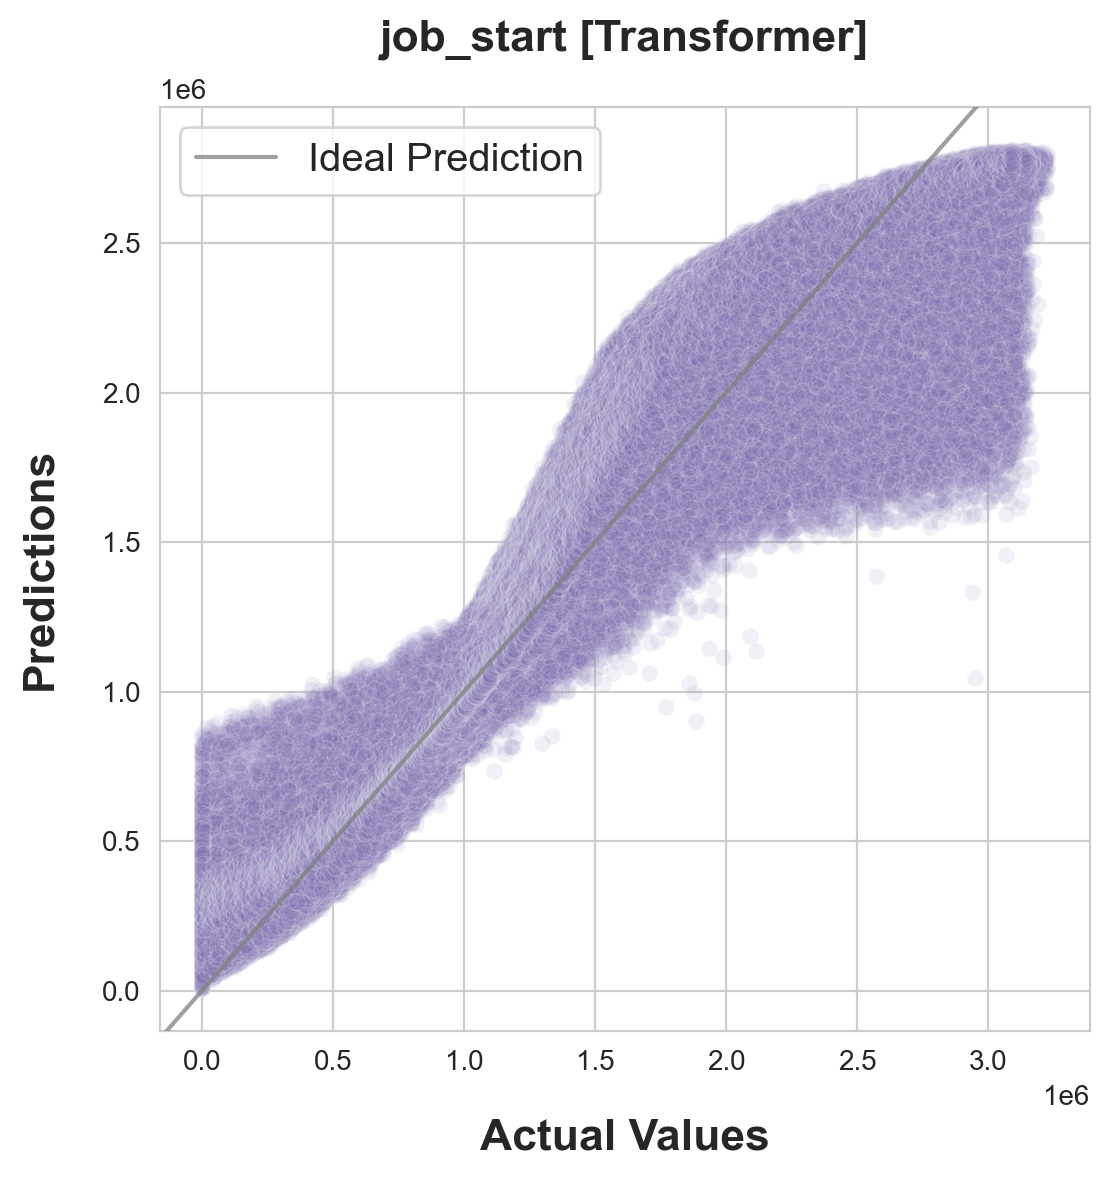 job_start [Transformer]
1e6
Ideal Prediction
2.5
2.0
1.5
1.0
0.5
0.0
Predictions
0.0 0.5 1.0 1.5 2.0 2.5 3.0
1e6
Actual Values